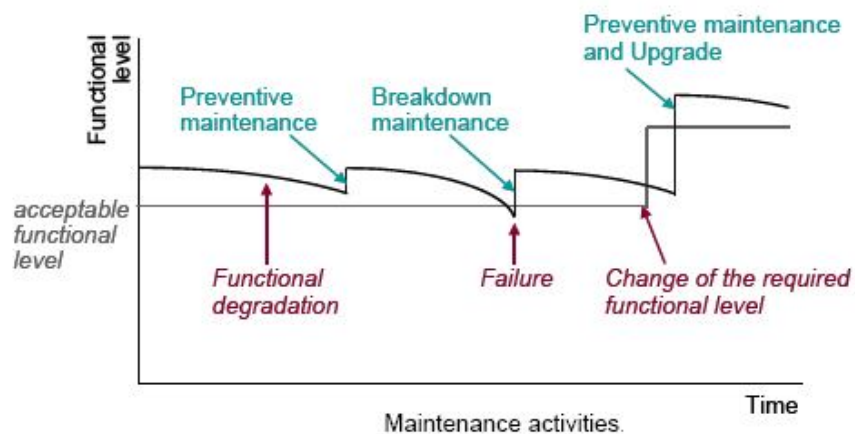 Preventive maintenance
and Upgrade
Functional
level
Preventive
maintenance
Breakdown
maintenance
acceptable
functional
level
Functional
degradation
Failure
Change of the required
functional level
Time
Maintenance activities.